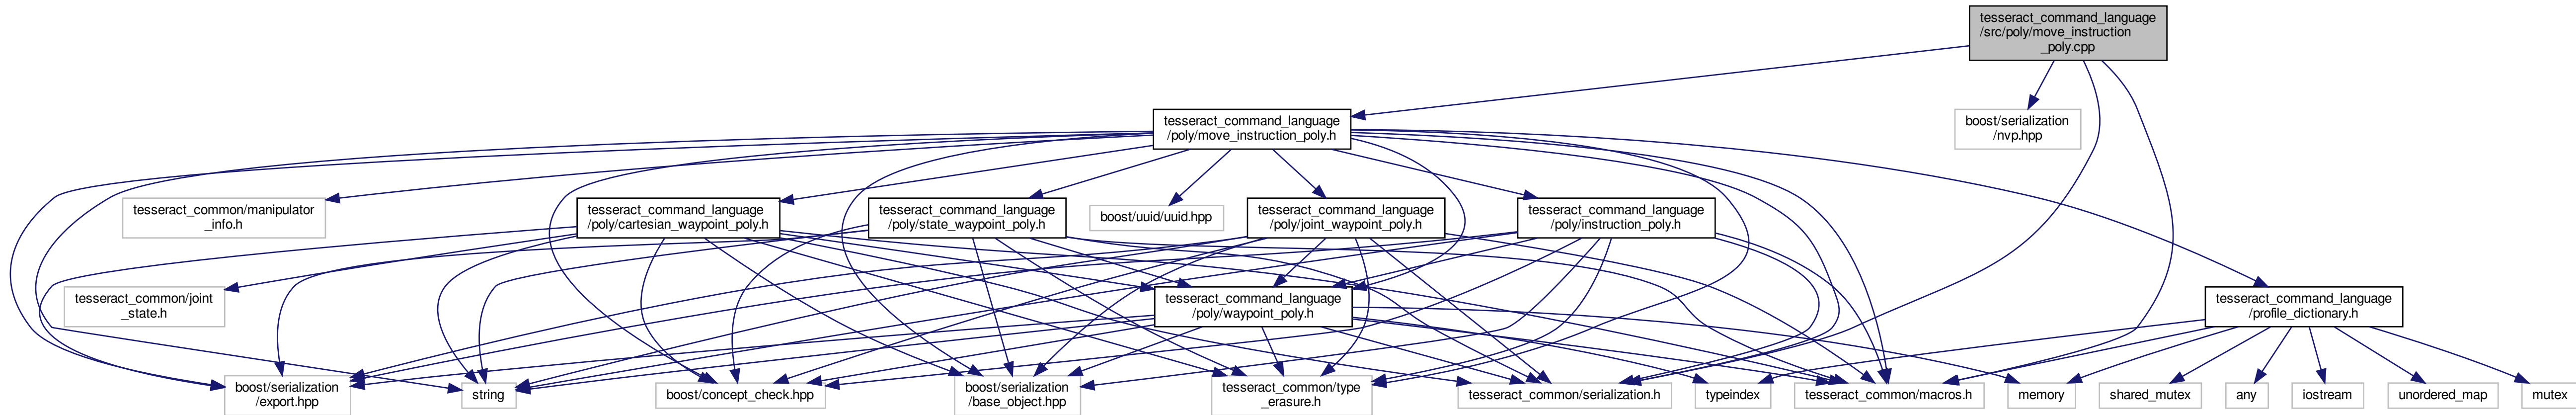 tesseract_command_language
/src/poly/move_instruction
_poly.cpp
tesseract_command_language
/poly/move_instruction_poly.h
boost/serialization
/nvp.hpp
tesseract_common/manipulator
_info.h
tesseract_command_language
/poly/cartesian_waypoint_poly.h
tesseract_command_language
/poly/state_waypoint_poly.h
boost/uuid/uuid.hpp
tesseract_command_language
/poly/joint_waypoint_poly.h
tesseract_command_language
/poly/instruction_poly.h
tesseract_common/joint
_state.h
tesseract_command_language
/poly/waypoint_poly.h
tesseract_command_language
/profile_dictionary.h
boost/serialization
/export.hpp
string
boost/concept_check.hpp
boost/serialization
/base_object.hpp
tesseract_common/type
_erasure.h
tesseract_common/serialization.h
typeindex
tesseract_common/macros.h
memory
shared_mutex
any
iostream
unordered_map
mutex